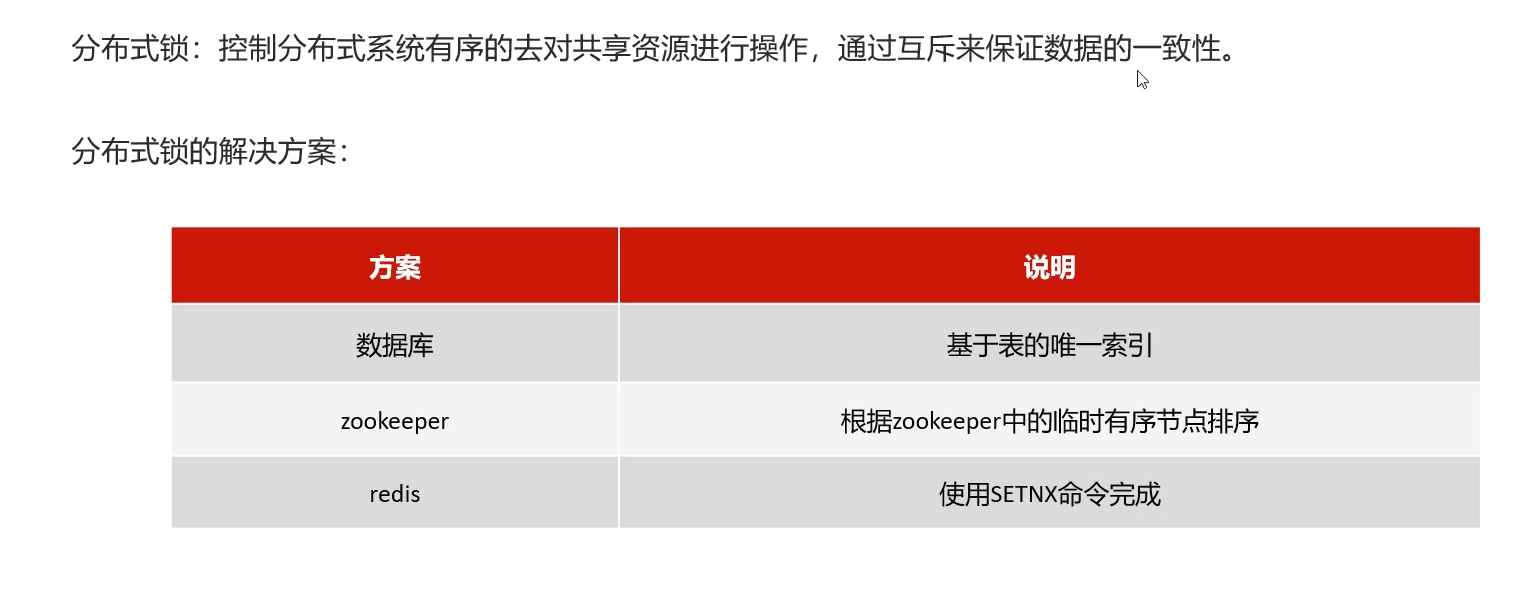 分布式锁：控制分布式系统有序的去对共享资源进行操作，通过互斥来保证数据的一致性。
分布式锁的解决方案：
方案 说明
数据库 基于表的唯一索引
zookeeper 根据zookeeper中的临时有序节点排序
redis 使用SETNX命令完成